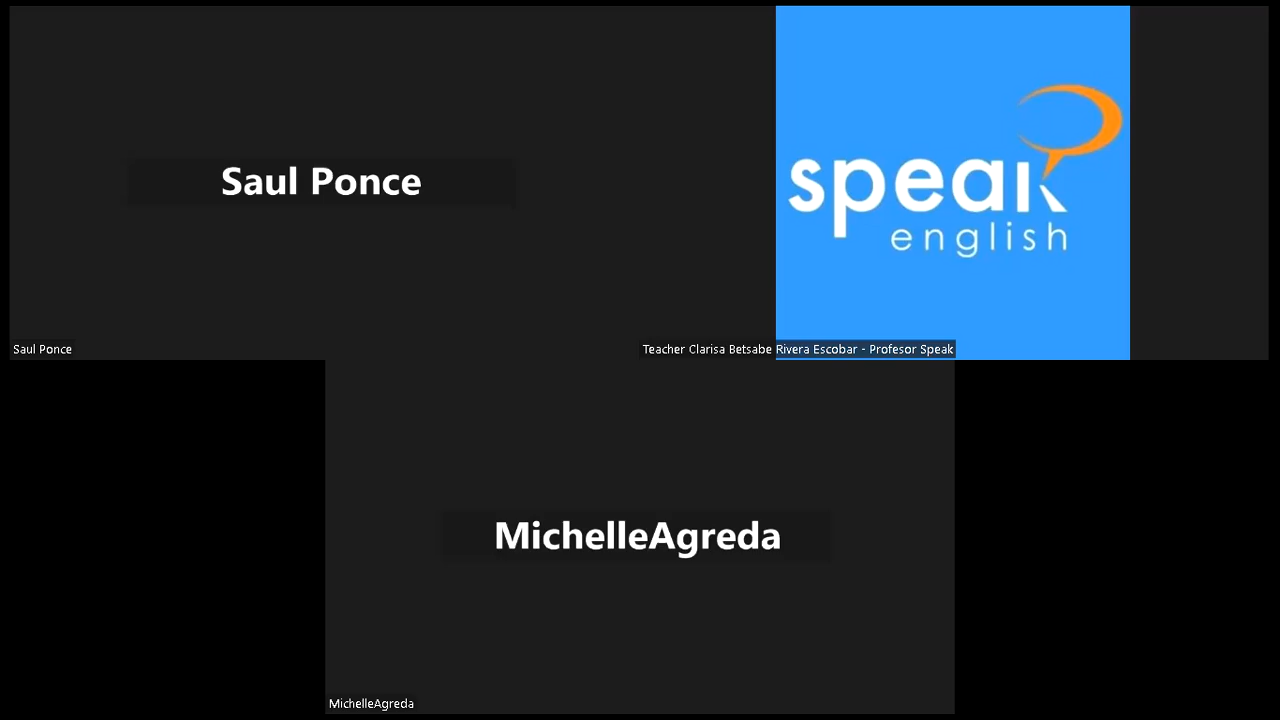 Saul Ponce
speak
english
Saul Ponce
Teacher Clarisa Betsabe Rivera Escobar - Profesor Speak
MichelleAgreda
MichelleAgreda